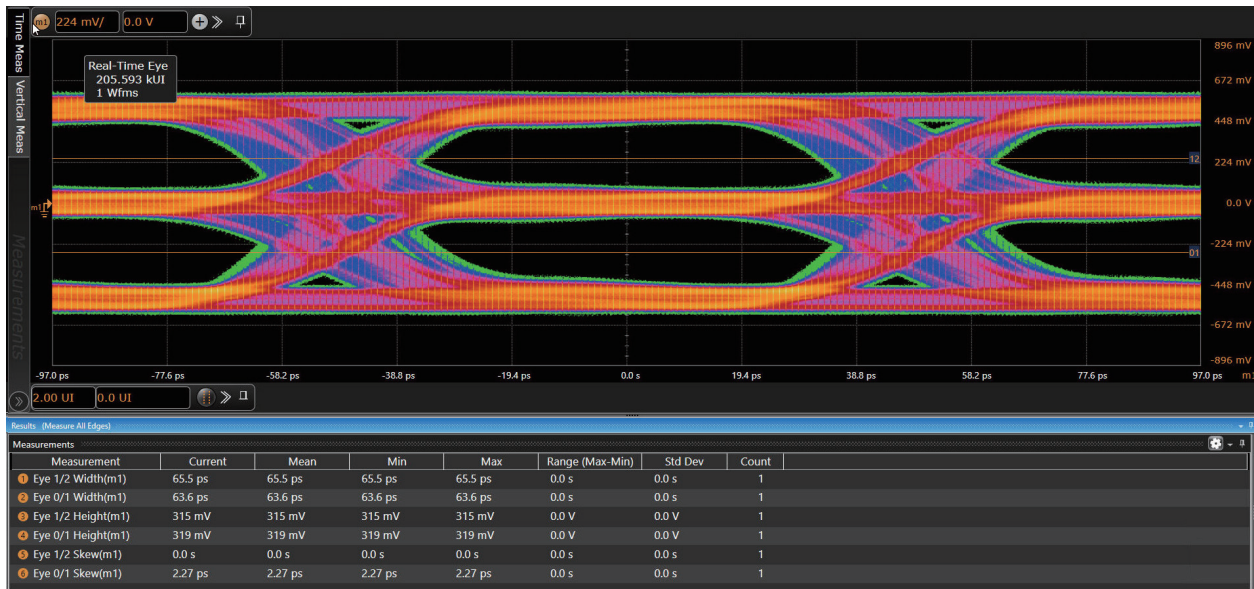 Time Meas
Vertical Meas
Measurements
m1 224 mV/ 0.0 V
Real-Time Eye
205.593 kUI
1 Wfms
896 mV
672 mV
448 mV
12
224 mV
m1
0.0 V
-224 mV
01
-448 mV
-672 mV
-896 mV
-97.0 ps -77.6 ps -58.2 ps -38.8 ps -19.4 ps 0.0 s 19.4 ps 38.8 ps 58.2 ps 77.6 ps 97.0 ps m1
2.00 UI 0.0 UI
Results (Measure All Edges)
Measurements
Measurement Current Mean Min Max Range (Max-Min) Std Dev Count
1 Eye 1/2 Width(m1) 65.5 ps 65.5 ps 65.5 ps 65.5 ps 0.0 s 0.0 s 1
2 Eye 0/1 Width(m1) 63.6 ps 63.6 ps 63.6 ps 63.6 ps 0.0 s 0.0 s 1
3 Eye 1/2 Height(m1) 315 mV 315 mV 315 mV 315 mV 0.0 V 0.0 V 1
4 Eye 0/1 Height(m1) 319 mV 319 mV 319 mV 319 mV 0.0 V 0.0 V 1
5 Eye 1/2 Skew(m1) 0.0 s 0.0 s 0.0 s 0.0 s 0.0 s 0.0 s 1
6 Eye 0/1 Skew(m1) 2.27 ps 2.27 ps 2.27 ps 2.27 ps 0.0 s 0.0 s 1